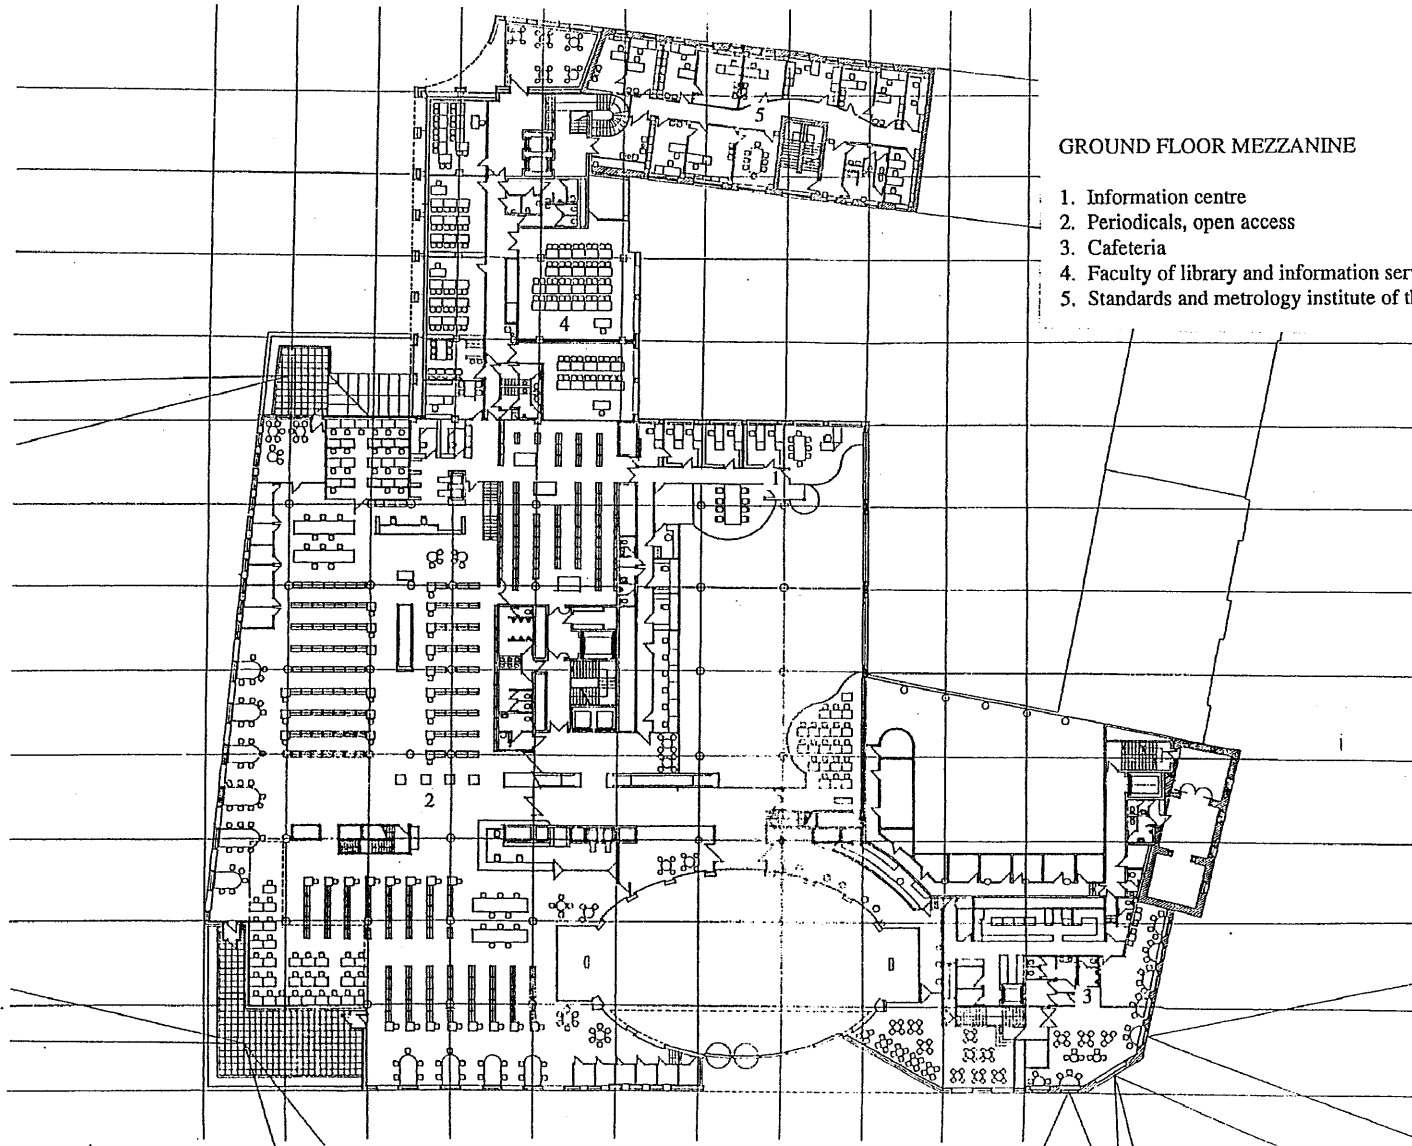 5
GROUND FLOOR MEZZANINE
1. Information centre
2. Periodicals, open access
3. Cafeteria
4. Faculty of library and information ser
5. Standards and metrology institute of t
4
1
2
3